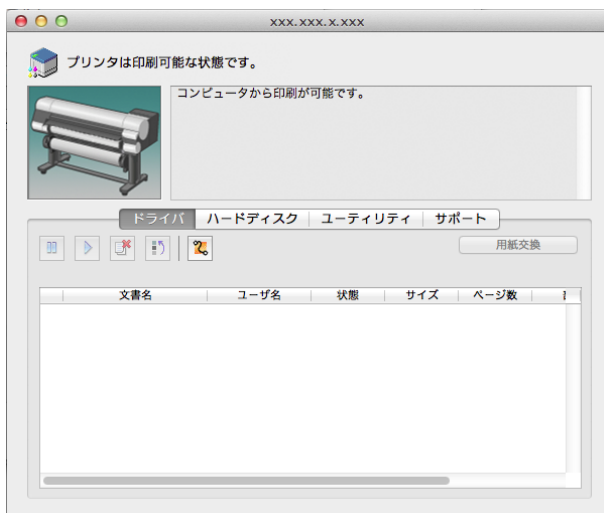 xxx.xxx.x.xxx
プリンタは印刷可能な状態です。
コンピュータから印刷が可能です。
ドライバ ハードディスク ユーティリティ サポート
用紙交換
文書名 ユーザ名 状態 サイズ ページ数